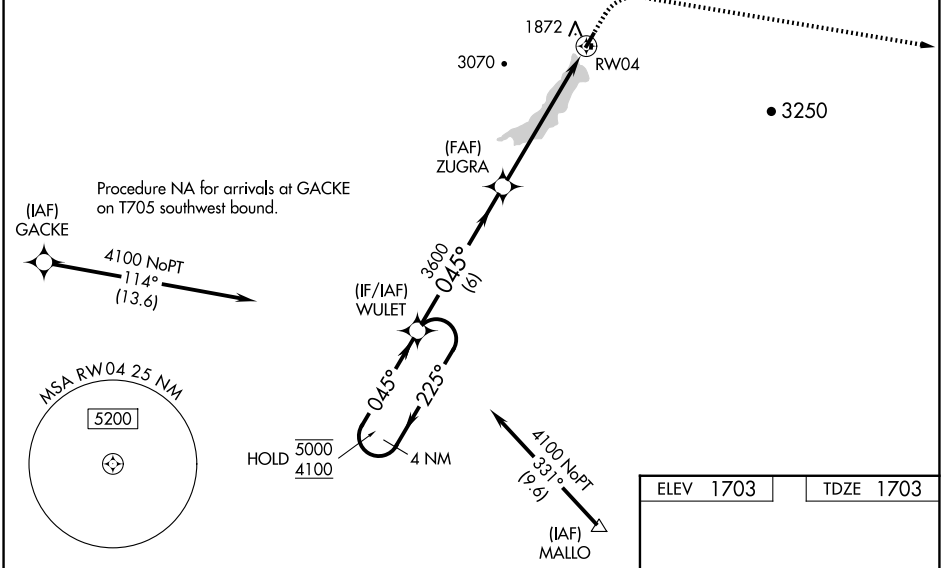 1872
RW04
3070
3250
(FAF)
ZUGRA
Procedure NA for arrivals at GACKE
on T705 southwest bound.
(IAF)
GACKE
4100 NoPT
114°
(13.6)
3600
045°
(6)
(IF/IAF)
WULET
045°
225°
MSA RW04 25 NM
5200
HOLD 5000
4100
4 NM
4100 NoPT
331°
(9.6)
(IAF)
MALLO
ELEV 1703
TDZE 1703